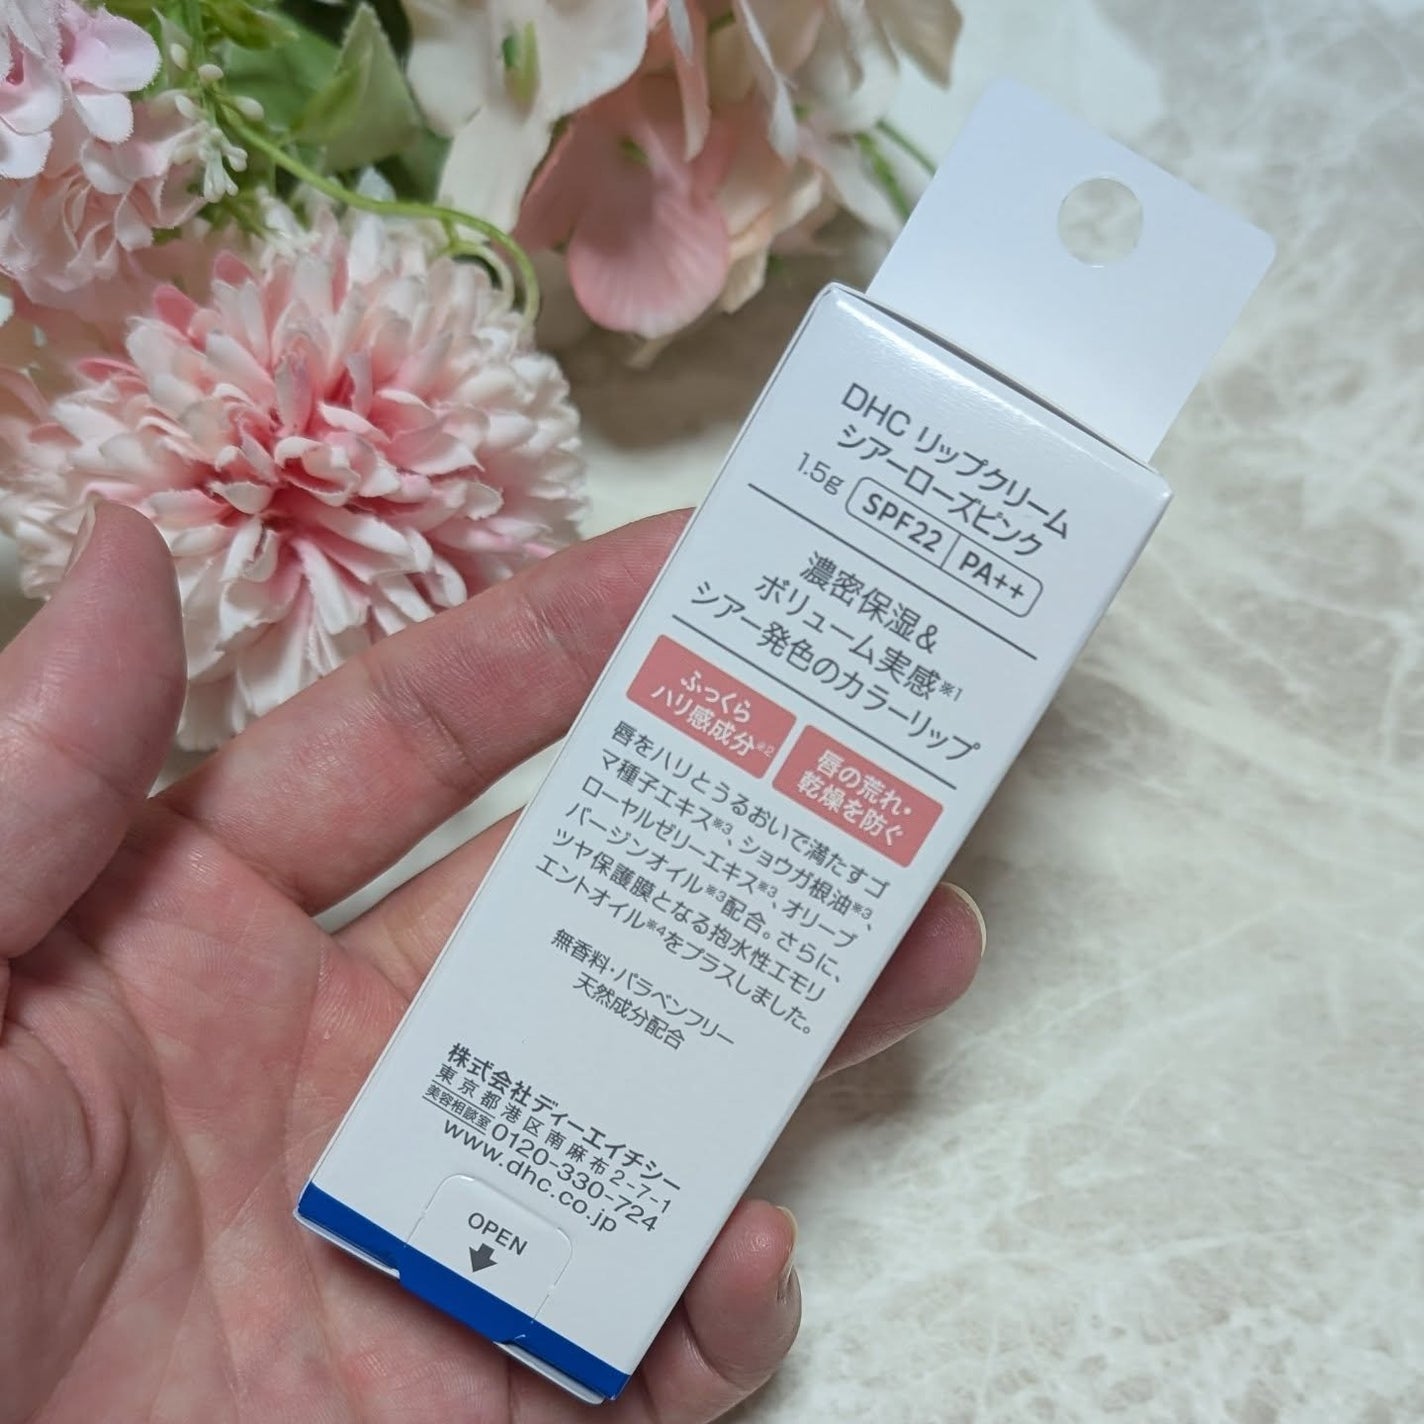 DHC リップクリーム
シアーローズピンク
1.5g SPF22 PA++
濃密保湿&
ボリューム実感※1
シアー発色のカラーリップ
ふっくら
ハリ感成分※2
唇の荒れ・
乾燥を防ぐ
唇をハリとうるおいで満たすゴ
マ種子エキス※3、ショウガ根油※3、
ローヤルゼリーエキス※3、オリーブ
バージンオイル※3配合。さらに、
ツヤ保護膜となる抱水性エモリ
エントオイル※4をプラスしました。
無香料・パラベンフリー
天然成分配合
株式会社ディーエイチシー
東京都港区南麻布2-7-1
美容相談室 0120-330-724
www.dhc.co.jp
OPEN